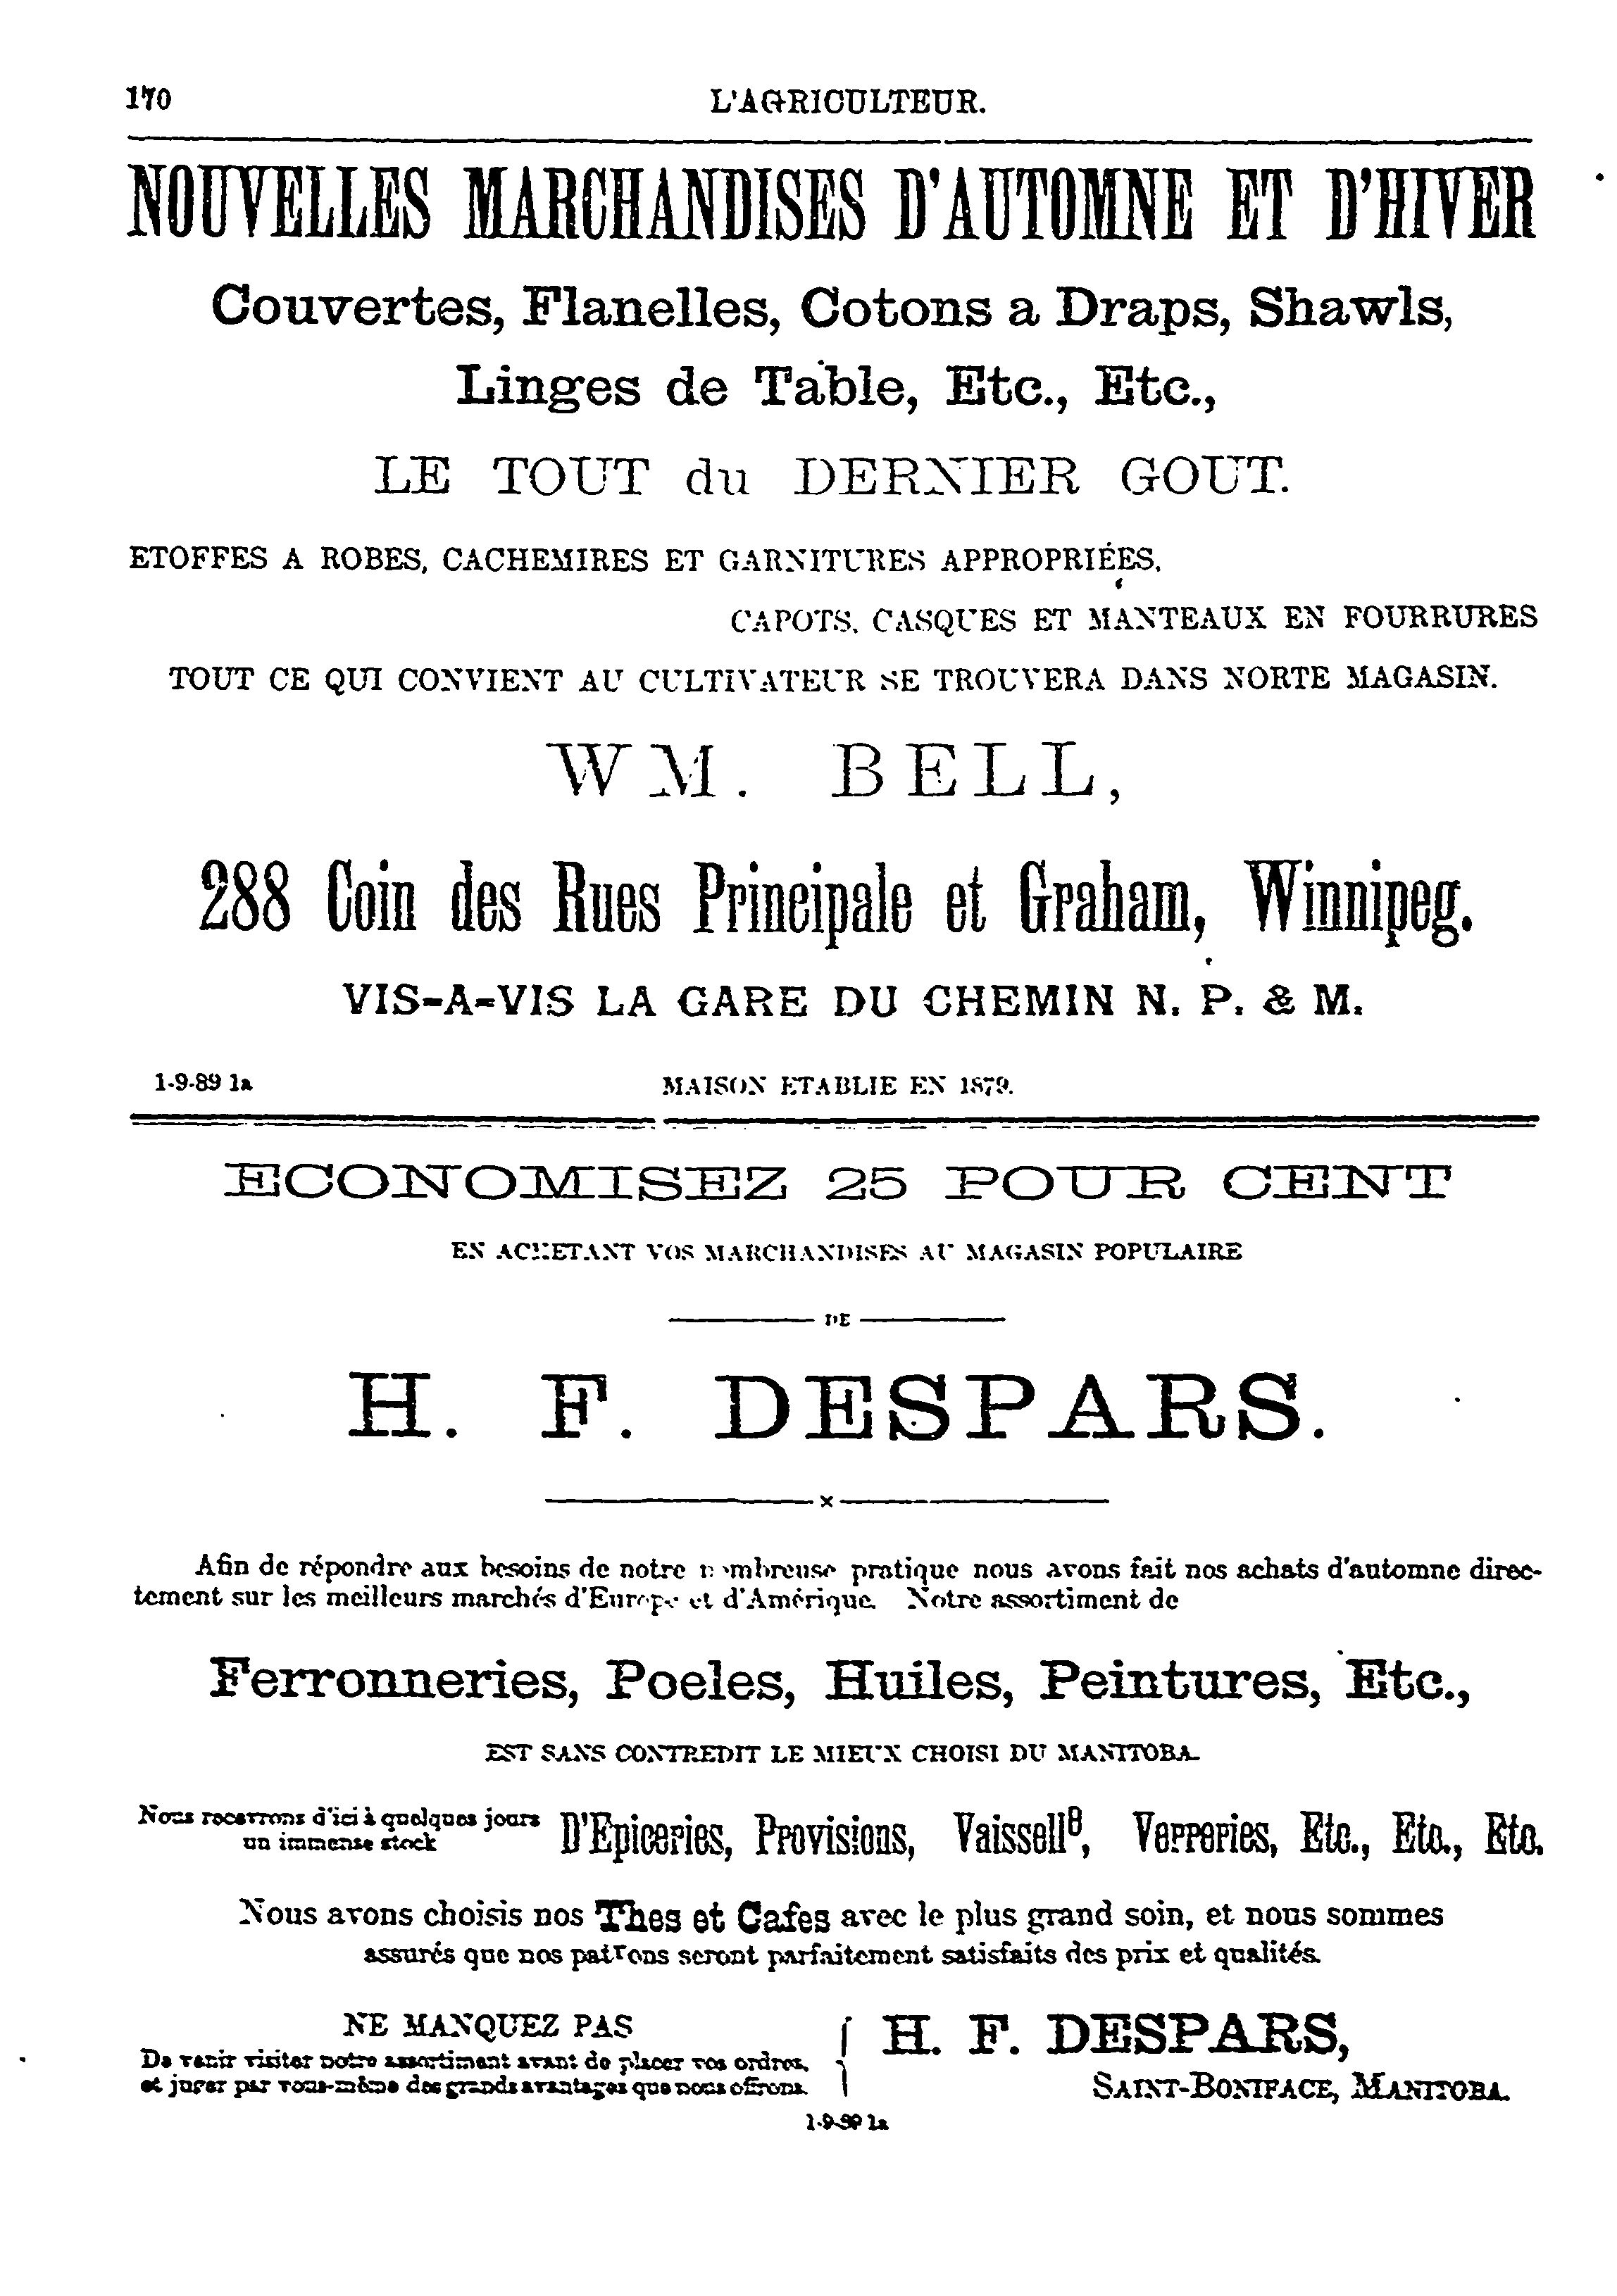 170
L'AGRICULTEUR.
NOUVELLES MARCHANDISES D'AUTOMNE ET D'HIVER
Couvertes, Flanelles, Cotons a Draps, Shawls,
Linges de Table, Etc., Etc.,
LE TOUT du DERNIER GOUT.
ETOFFES A ROBES, CACHEMIRES ET GARNITURES APPROPRIÉES,
CAPOTS, CASQUES ET MANTEAUX EN FOURRURES
TOUT CE QUI CONVIENT AU CULTIVATEUR SE TROUVERA DANS NORTE MAGASIN.
WM. BELL,
288 Coin des Rues Principale et Graham, Winnipeg.
VIS-A-VIS LA GARE DU CHEMIN N. P. & M.
1-9-89 1a
MAISON ETABLIE EN 1879.
ECONOMISEZ 25 POUR CENT
EN ACHETANT VOS MARCHANDISES AU MAGASIN POPULAIRE
DE
H. F. DESPARS.
x
Afin de répondre aux besoins de notre nombreuse pratique nous avons fait nos achats d'automne direc-
tement sur les meilleurs marchés d'Europe et d'Amérique. Notre assortiment de
Ferronneries, Poeles, Huiles, Peintures, Etc.,
EST SANS CONTREDIT LE MIEUX CHOISI DU MANITOBA.
Nous recevrons d'ici à quelques jours
un immense stock
D'Epiceries, Provisions, Vaisselle, Verreries, Etc., Etc., Etc.
Nous avons choisis nos Thes et Cafes avec le plus grand soin, et nous sommes
assurés que nos patrons seront parfaitement satisfaits des prix et qualités.
NE MANQUEZ PAS
De venir visiter notre assortiment avant de placer vos ordres,
et juger par vous-même des grands avantages que nous offrons.
H. F. DESPARS,
SAINT-BONIFACE, MANITOBA.
1-9-89 1a